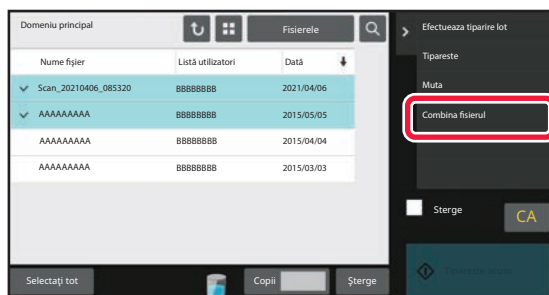 Domeniu principal
Fisierele
Nume fișier Listă utilizatori Dată
Scan_20210406_085320 BBBBBBBB 2021/04/06
AAAAAAAAA BBBBBBBB 2015/05/05
AAAAAAAAA BBBBBBBB 2015/04/04
AAAAAAAAA BBBBBBBB 2015/03/03
Selectați tot
Copii
Șterge
Efectueaza tiparire lot
Tipareste
Muta
Combina fisierul
Sterge
CA